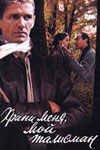 Храни меня,
мой
талисман